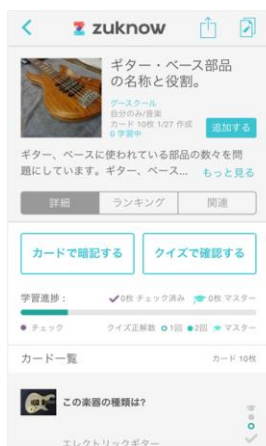 zuknow
ギター・ベース部品
の名称と役割。
グースクール
自分のみ/音楽
カード 10枚 1/27 作成
0 学習中
追加する
ギター、ベースに使われている部品の数々を問
題にしています。ギター、ベース... もっと見る
詳細 ランキング 関連
カードで暗記する クイズで確認する
学習進捗: 0枚 チェック済み 0枚 マスター
チェック クイズ正解数 1回 2回 マスター
カード一覧 カード 10枚
この楽器の種類は?
エレクトリックギター